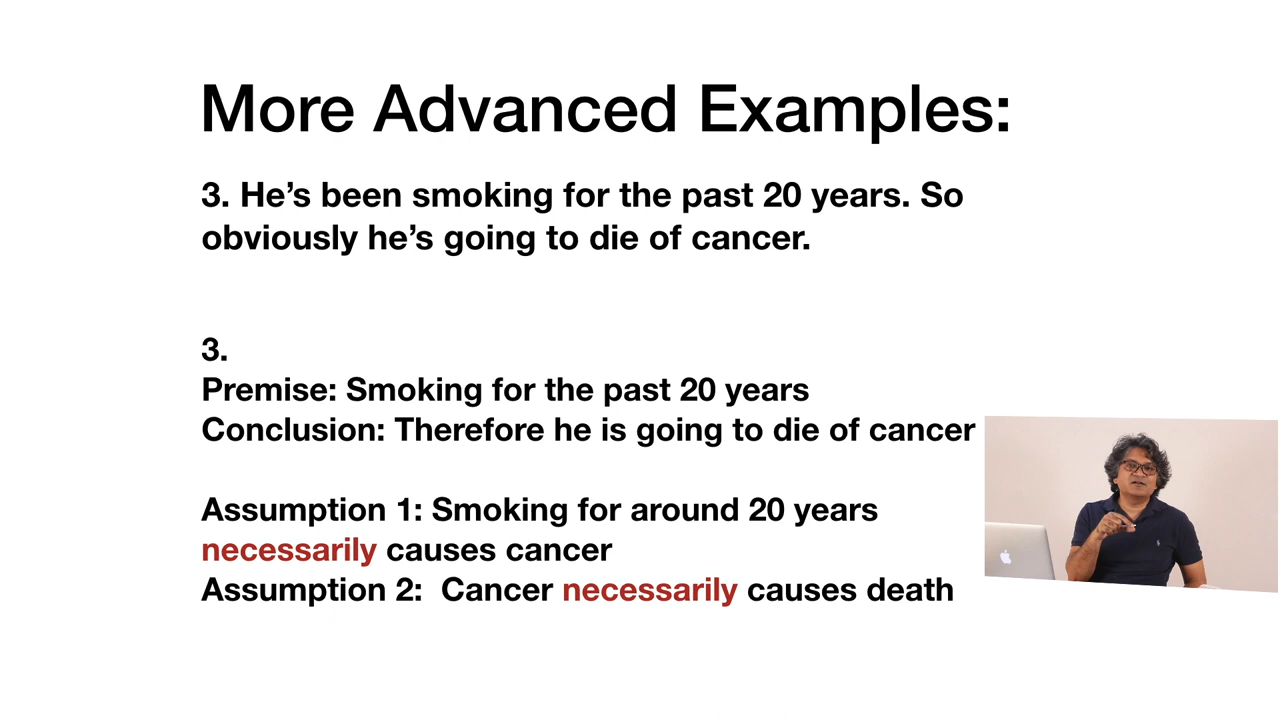 More Advanced Examples:
3. He’s been smoking for the past 20 years. So
obviously he’s going to die of cancer.
3.
Premise: Smoking for the past 20 years
Conclusion: Therefore he is going to die of cancer
Assumption 1: Smoking for around 20 years
necessarily causes cancer
Assumption 2:  Cancer necessarily causes death